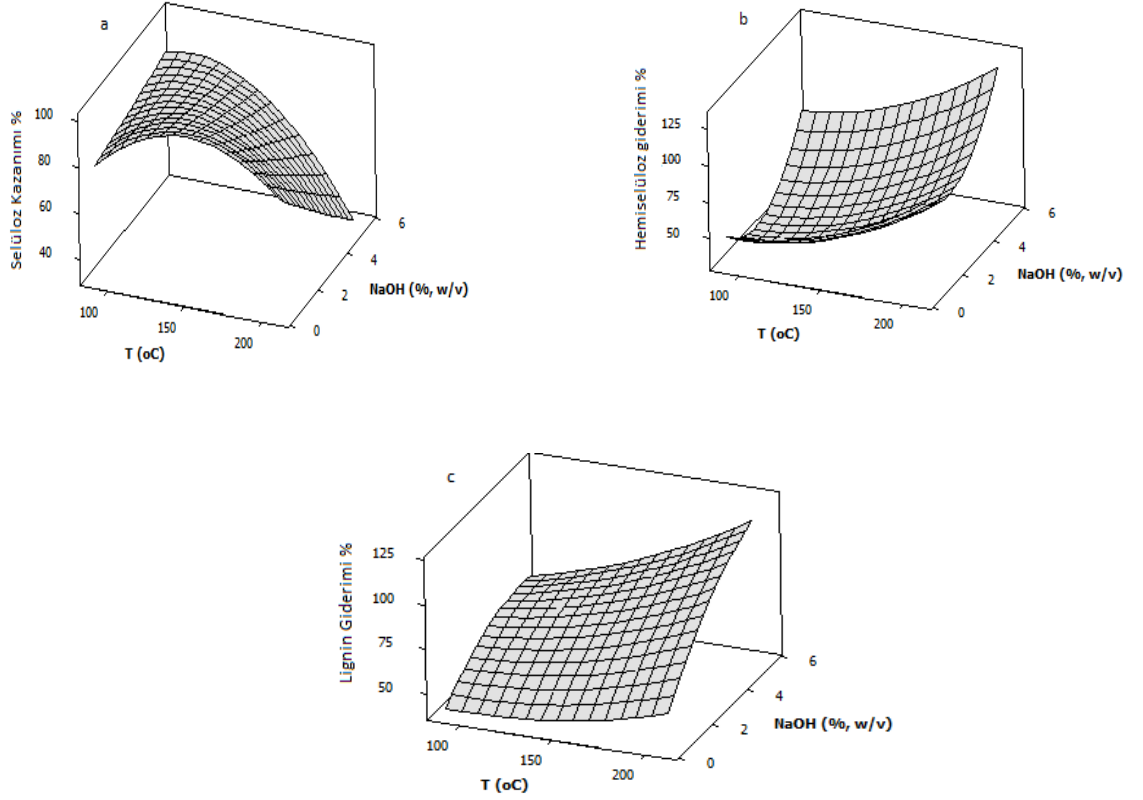 a
Selüloz Kazanımı %
100
80
60
40
100
150
200
T (oC)
0
2
4
6
NaOH (%, w/v)
b
Hemiselüloz giderimi %
125
100
75
50
100
150
200
T (oC)
0
2
4
6
NaOH (%, w/v)
c
Lignin Giderimi %
125
100
75
50
100
150
200
T (oC)
0
2
4
6
NaOH (%, w/v)